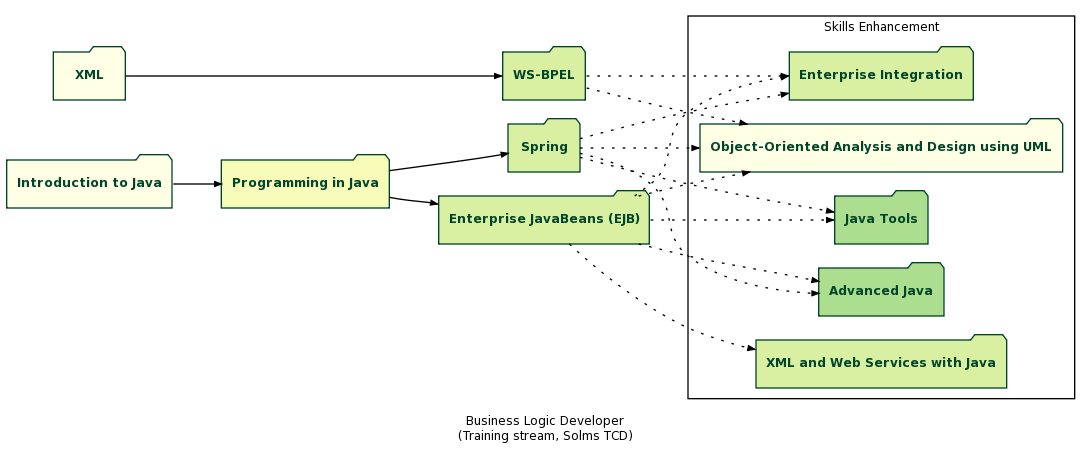 Skills Enhancement
XML
WS-BPEL
Enterprise Integration
Spring
Object-Oriented Analysis and Design using UML
Introduction to Java
Programming in Java
Enterprise JavaBeans (EJB)
Java Tools
Advanced Java
XML and Web Services with Java
Business Logic Developer
(Training stream, Solms TCD)